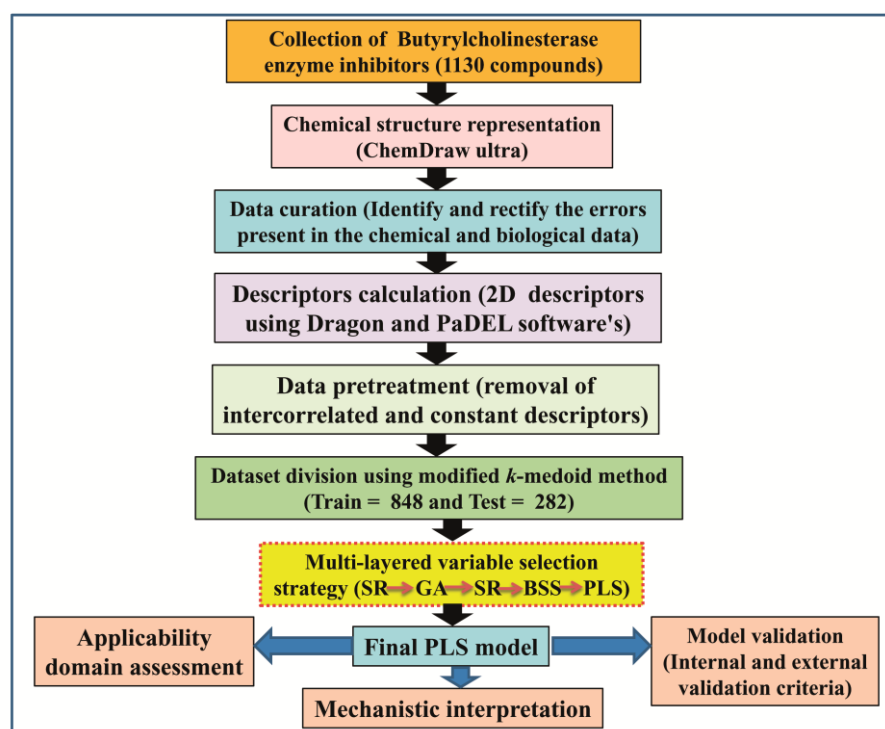 Collection of Butyrylcholinesterase
enzyme inhibitors (1130 compounds)
Chemical structure representation
(ChemDraw ultra)
Data curation (Identify and rectify the errors
present in the chemical and biological data)
Descriptors calculation (2D descriptors
using Dragon and PaDEL software's)
Data pretreatment (removal of
intercorrelated and constant descriptors)
Dataset division using modified k-medoid method
(Train = 848 and Test = 282)
Multi-layered variable selection
strategy (SR→GA→SR→BSS→PLS)
Applicability
domain assessment
Final PLS model
Model validation
(Internal and external
validation criteria)
Mechanistic interpretation